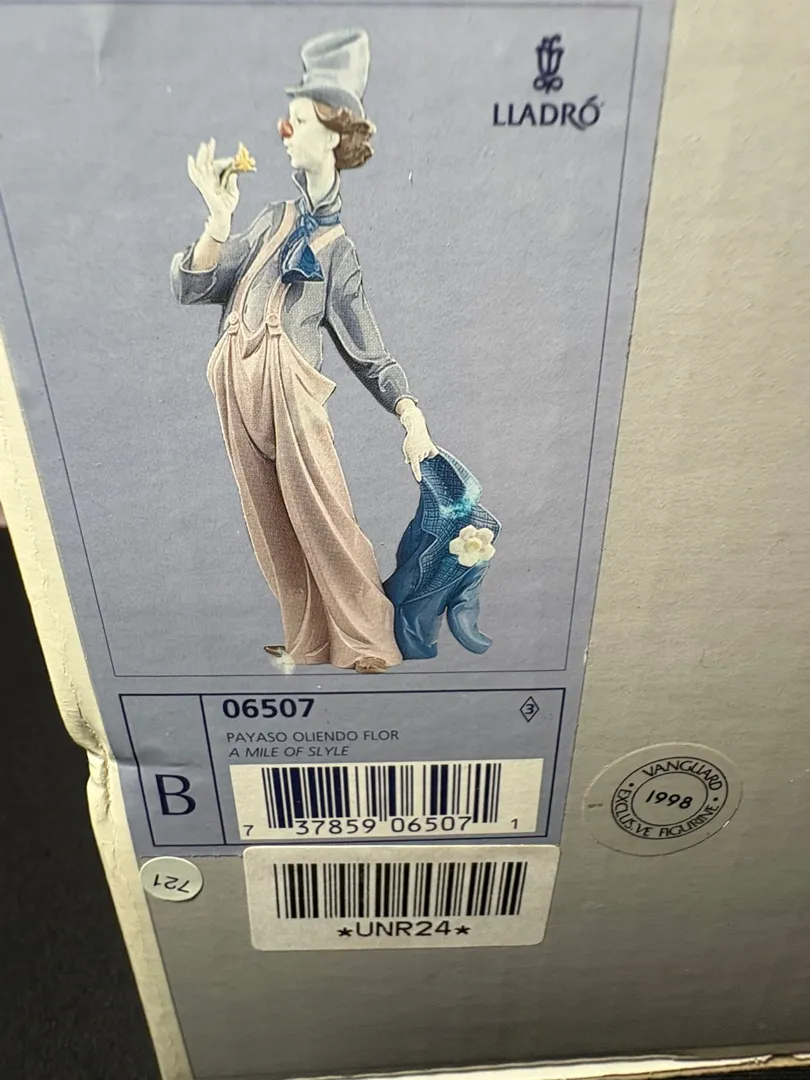 LLADRÓ
06507
3
PAYASO OLIENDO FLOR
A MILE OF SLYLE
B
7 37859 06507 1
VANGUARD
1998
EXCLUSIVE FIGURINE
721
*UNR24*